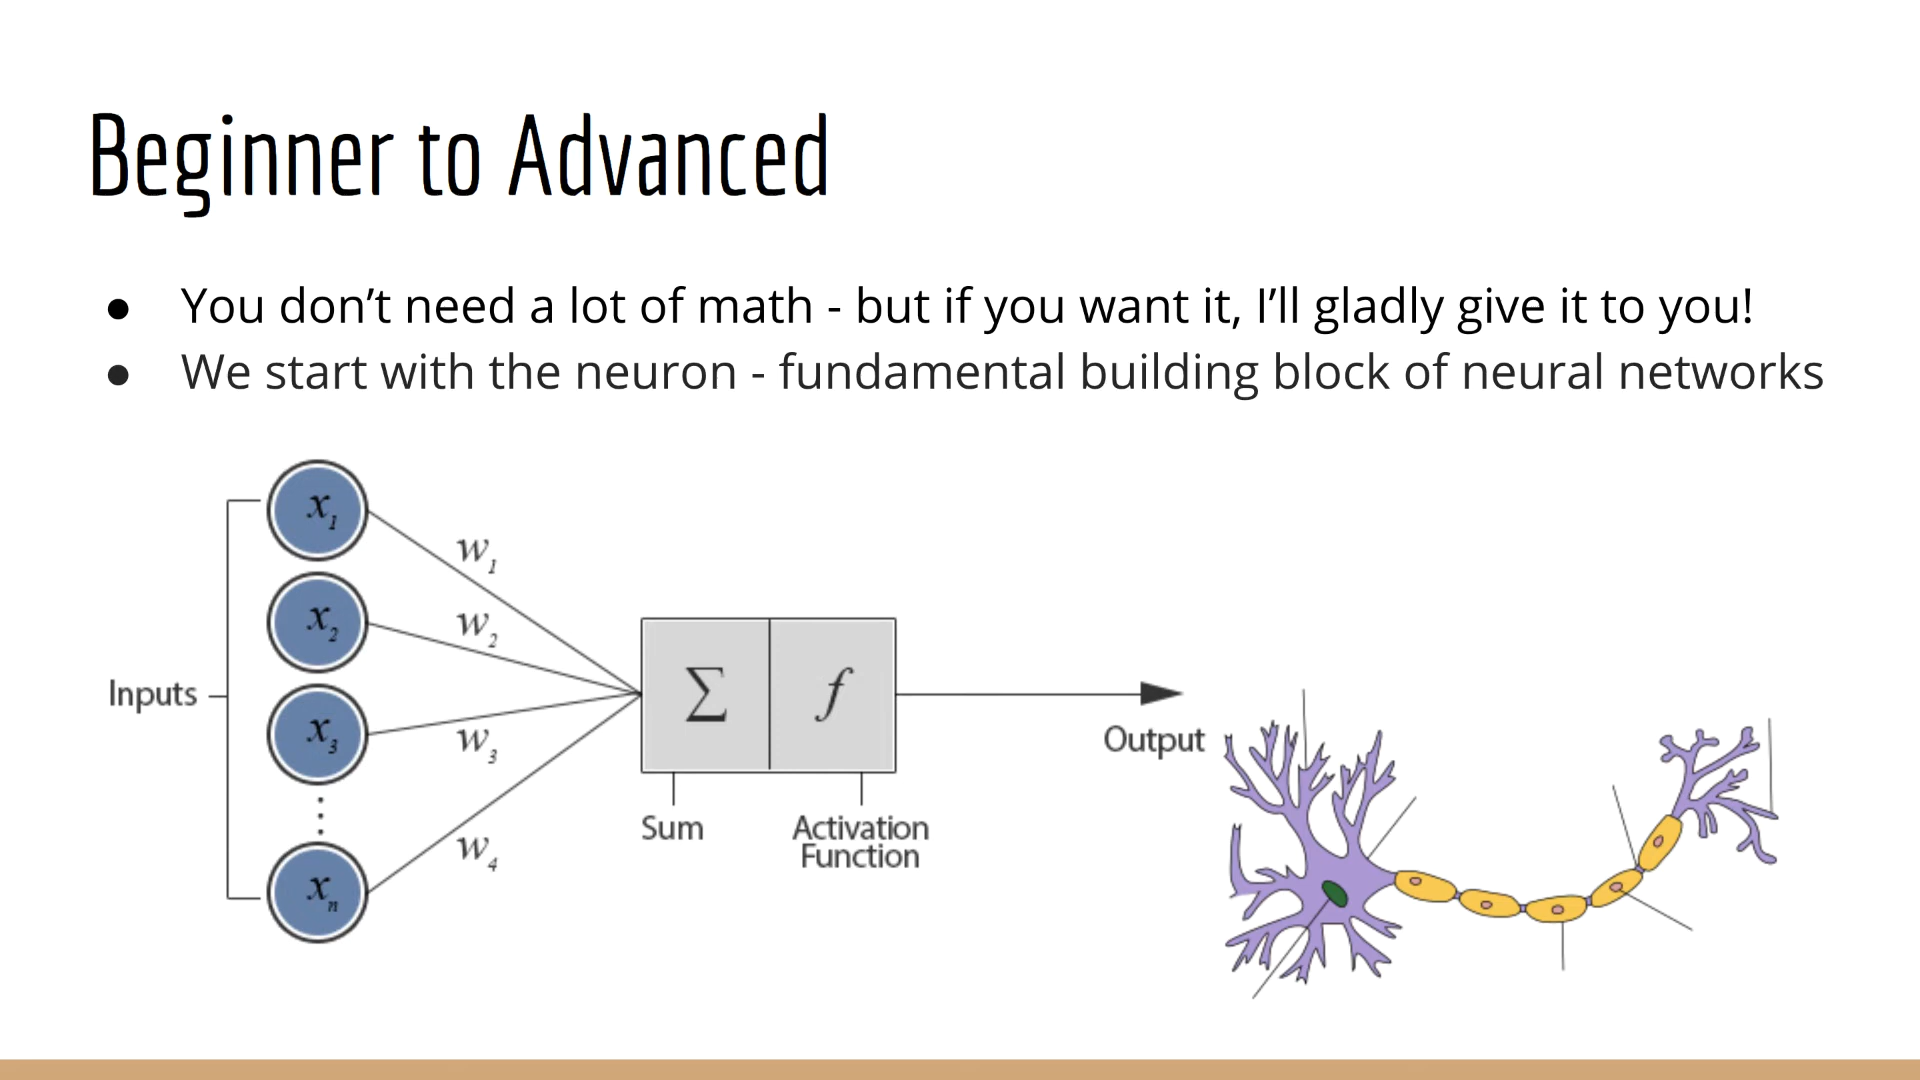 Beginner to Advanced
● You don’t need a lot of math - but if you want it, I’ll gladly give it to you!
● We start with the neuron - fundamental building block of neural networks
Inputs
x1
x2
x3
xn
w1
w2
w3
w4
∑
f
Sum
Activation
Function
Output